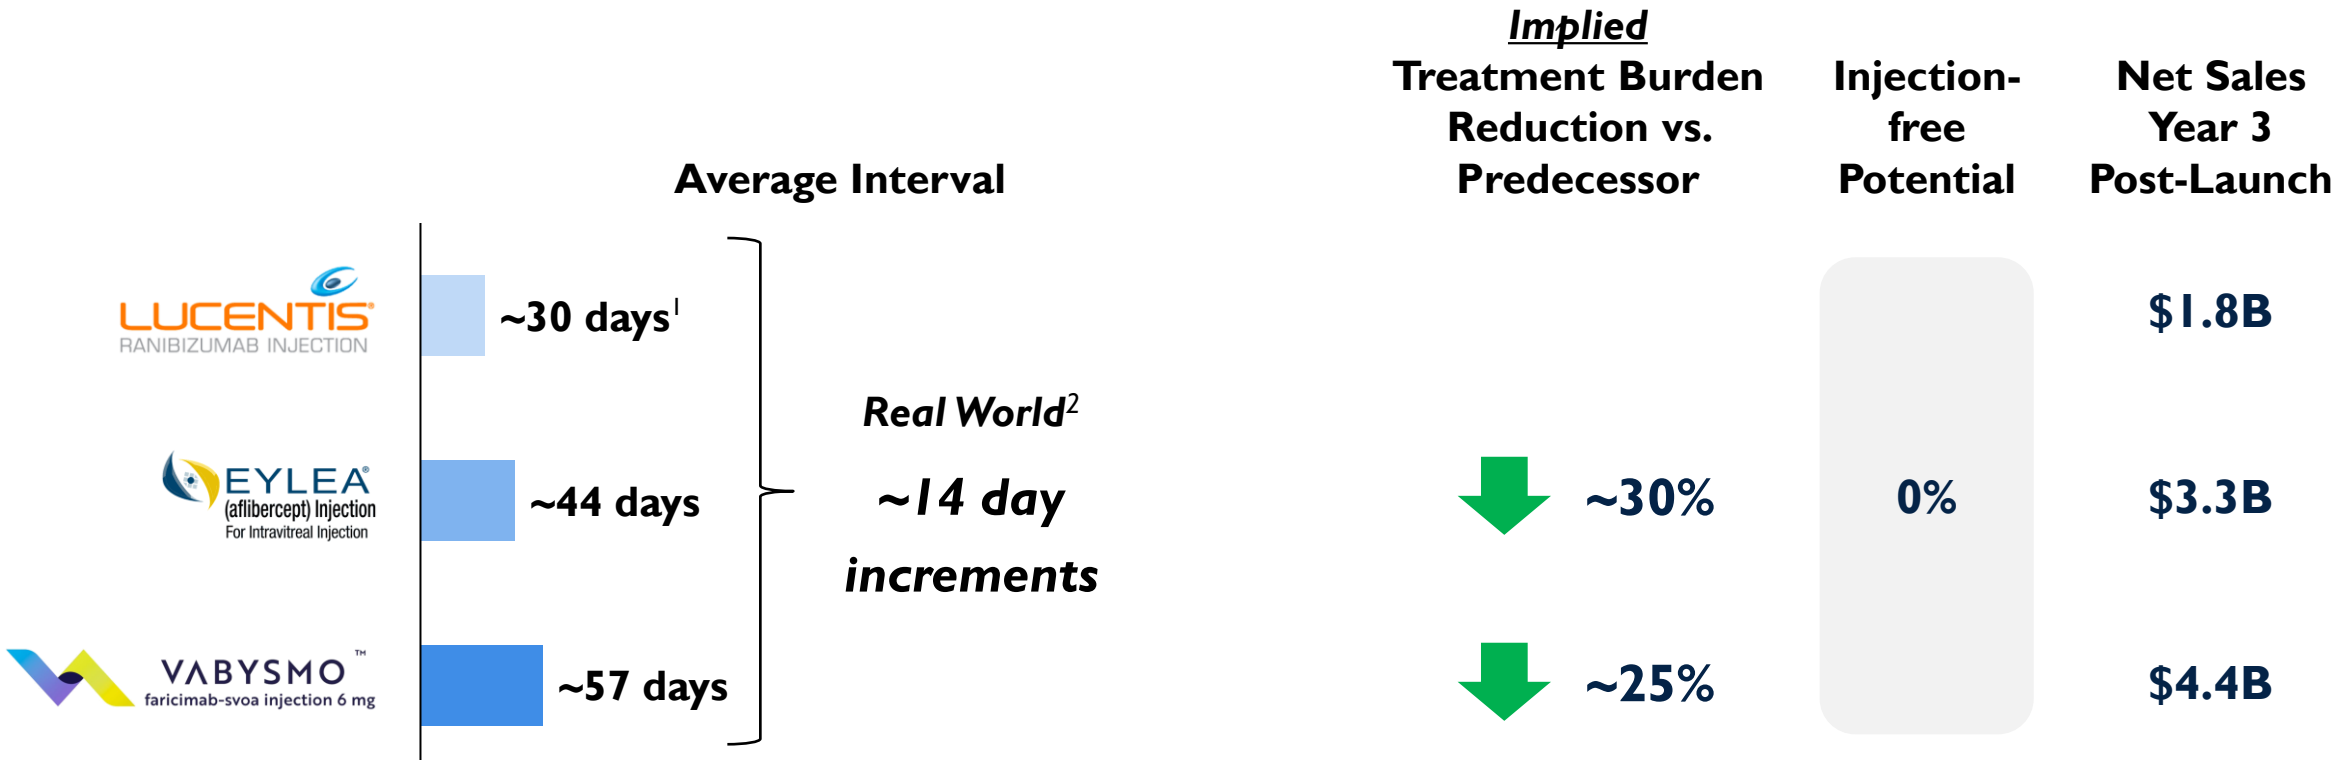 Implied
Treatment Burden
Reduction vs.
Predecessor
Injection-
free
Potential
Net Sales
Year 3
Post-Launch
Average Interval
LUCENTIS®
RANIBIZUMAB INJECTION
~30 days1
$1.8B
Real World2
~14 day
increments
EYLEA®
(aflibercept) Injection
For Intravitreal Injection
~44 days
~30%
0%
$3.3B
VABYSMO™
faricimab-svoa injection 6 mg
~57 days
~25%
$4.4B